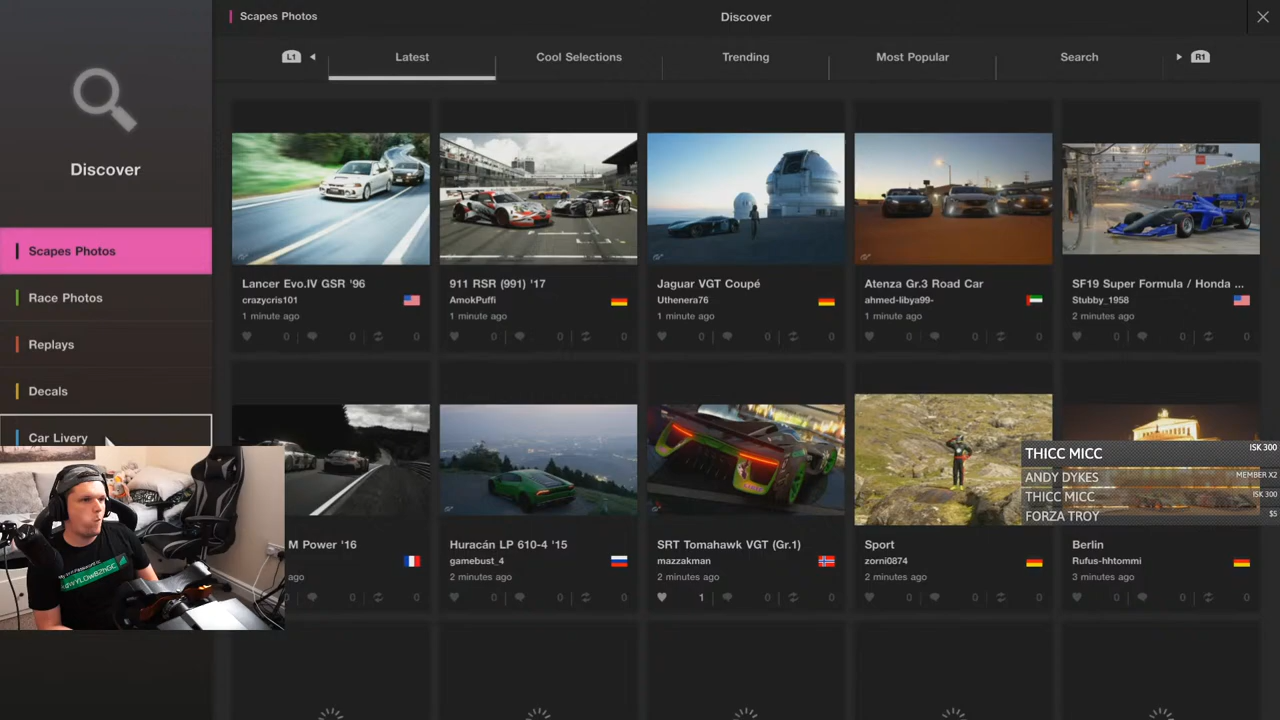 Scapes Photos
Discover
L1
Latest
Cool Selections
Trending
Most Popular
Search
R1
Discover
Scapes Photos
Race Photos
Replays
Decals
Car Livery
Lancer Evo.IV GSR '96
crazycris101
1 minute ago
0 0 0
911 RSR (991) '17
AmokPuffi
1 minute ago
0 0 0
Jaguar VGT Coupé
Uthenera76
1 minute ago
0 0 0
Atenza Gr.3 Road Car
ahmed-libya99-
1 minute ago
0 0 0
SF19 Super Formula / Honda ...
Stubby_1958
2 minutes ago
0 0 0
M Power '16
ago
0 0 0
Huracán LP 610-4 '15
gamebust_4
2 minutes ago
0 0 0
SRT Tomahawk VGT (Gr.1)
mazzakman
2 minutes ago
1 0 0
Sport
zorni0874
2 minutes ago
0 0 0
Berlin
Rufus-hhtommi
3 minutes ago
0 0 0
THICC MICC ISK 300
ANDY DYKES MEMBER X2
THICC MICC ISK 300
FORZA TROY $5